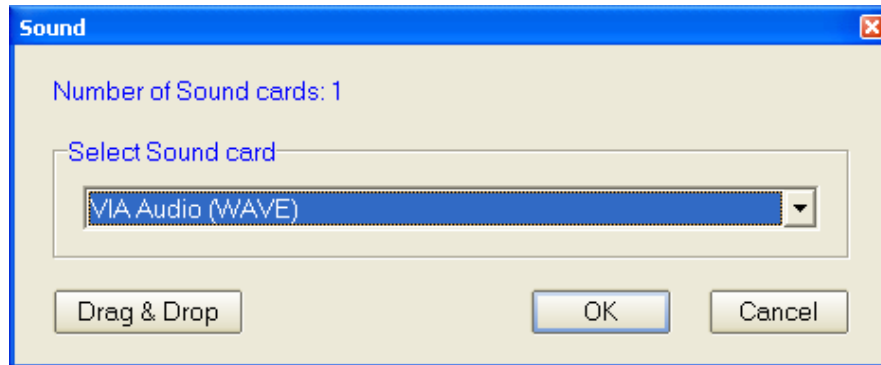 Sound
Number of Sound cards: 1
Select Sound card
VIA Audio (WAVE)
Drag & Drop
OK
Cancel